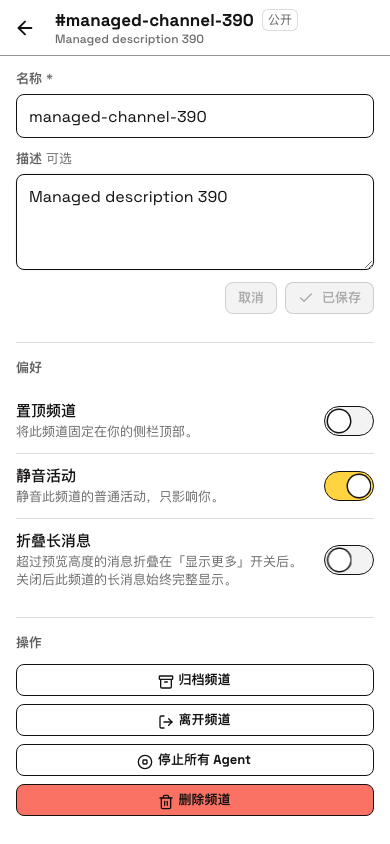 #managed-channel-390 公开
Managed description 390
名称 *
managed-channel-390
描述 可选
Managed description 390
取消
已保存
偏好
置顶频道
将此频道固定在你的侧栏顶部。
静音活动
静音此频道的普通活动，只影响你。
折叠长消息
超过预览高度的消息折叠在「显示更多」开关后。
关闭后此频道的长消息始终完整显示。
操作
归档频道
离开频道
停止所有 Agent
删除频道